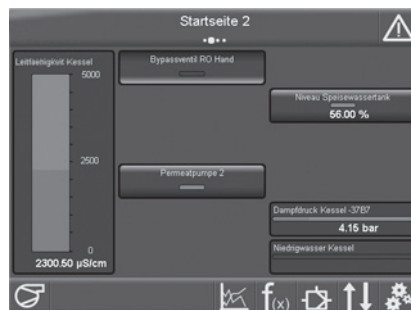 Startseite 2
Leitfaehigkeit Kessel
5000
2500
0
2300.50 µS/cm
Bypassventil RO Hand
Permeatpumpe 2
Niveau Speisewassertank
56.00 %
Dampfdruck Kessel -37B7
4.15 bar
Niedrigwasser Kessel
f(x)